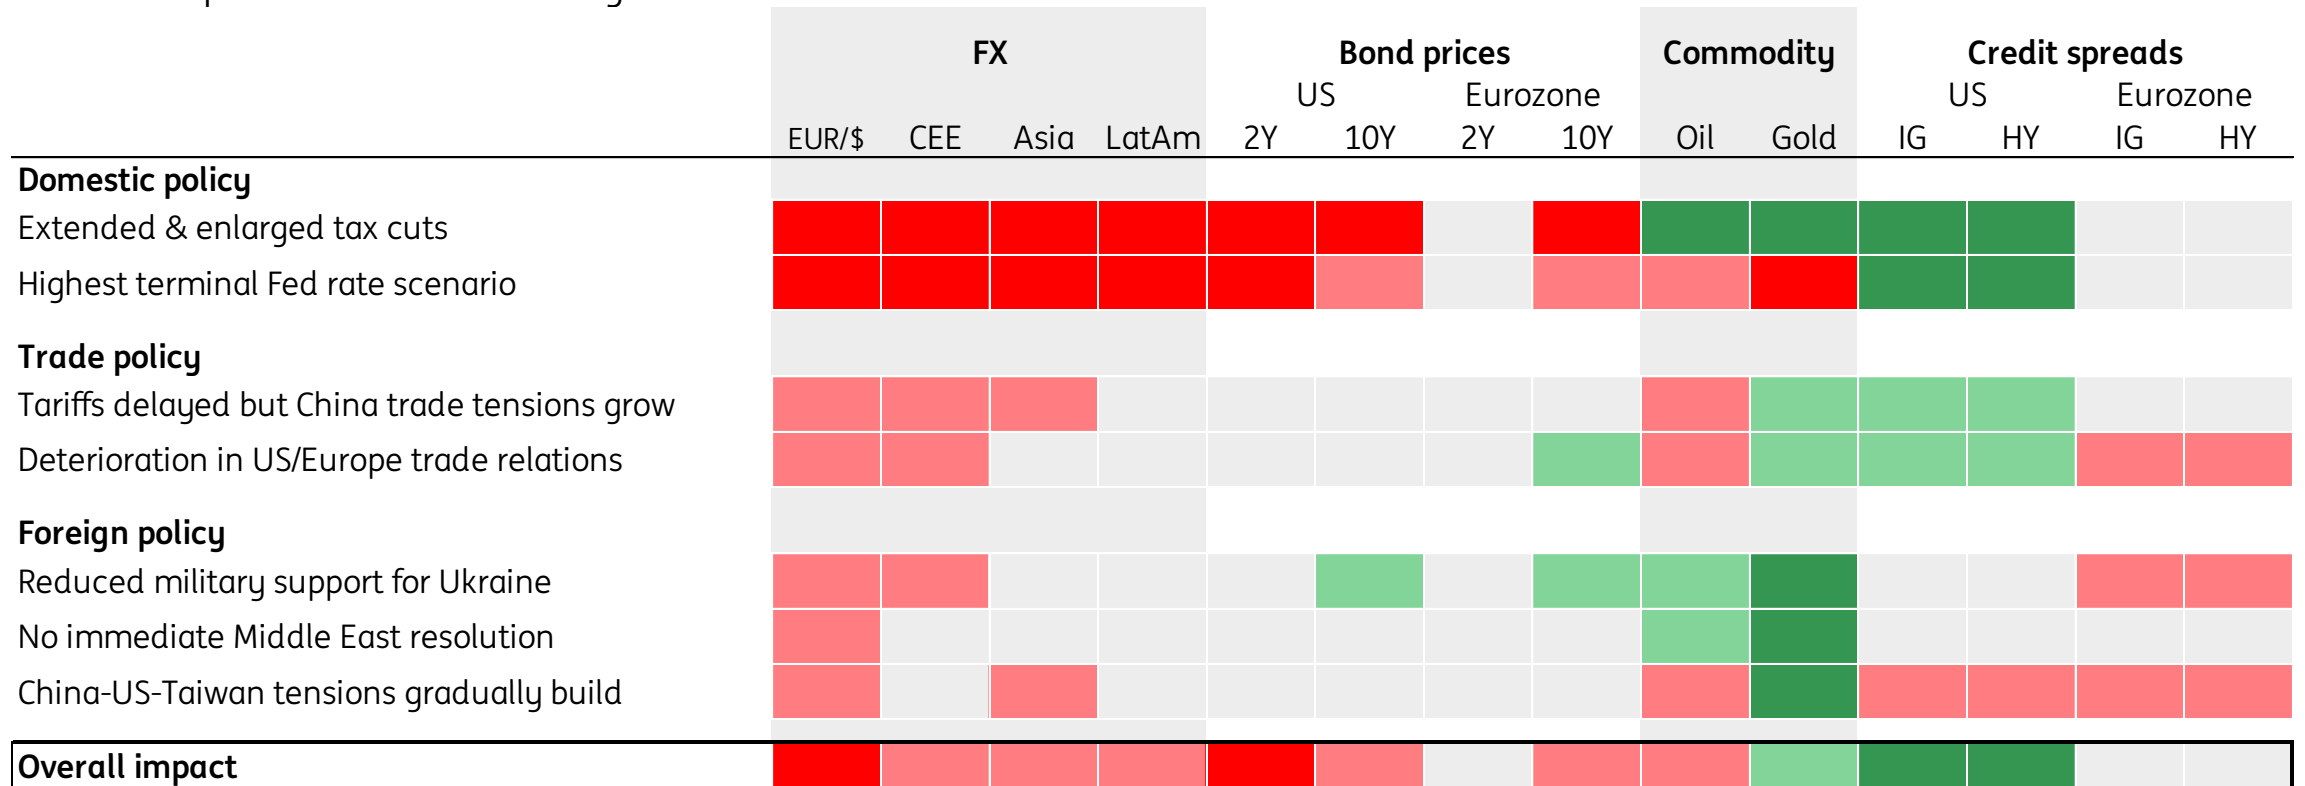 FX Bond prices Commodity Credit spreads
US Eurozone US Eurozone
EUR/$ CEE Asia LatAm 2Y 10Y 2Y 10Y Oil Gold IG HY IG HY
Domestic policy
Extended & enlarged tax cuts
Highest terminal Fed rate scenario
Trade policy
Tariffs delayed but China trade tensions grow
Deterioration in US/Europe trade relations
Foreign policy
Reduced military support for Ukraine
No immediate Middle East resolution
China-US-Taiwan tensions gradually build
Overall impact